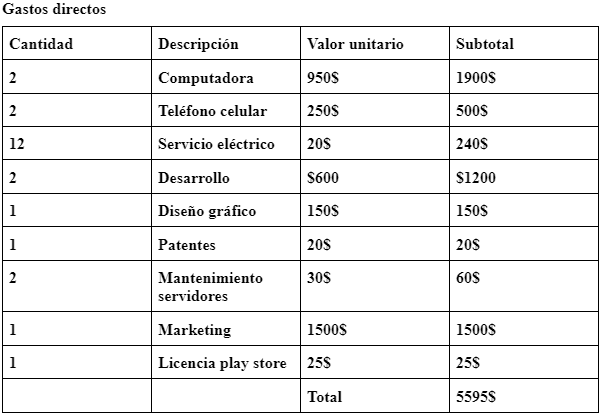 Gastos directos
Cantidad Descripción Valor unitario Subtotal
2 Computadora 950$ 1900$
2 Teléfono celular 250$ 500$
12 Servicio eléctrico 20$ 240$
2 Desarrollo $600 $1200
1 Diseño gráfico 150$ 150$
1 Patentes 20$ 20$
2 Mantenimiento 30$ 60$
servidores
1 Marketing 1500$ 1500$
1 Licencia play store 25$ 25$
Total 5595$